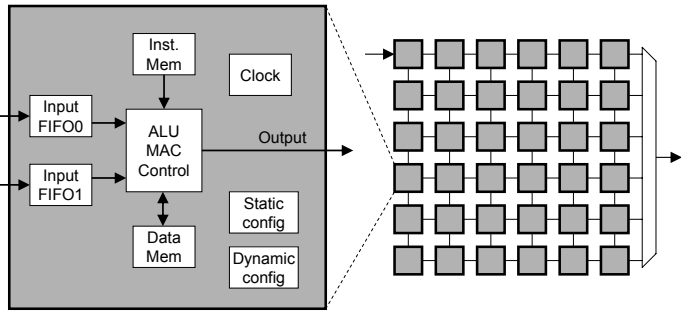 Inst.
Mem
Clock
Input
FIFO0
ALU
MAC
Control
Output
Input
FIFO1
Static
config
Data
Mem
Dynamic
config